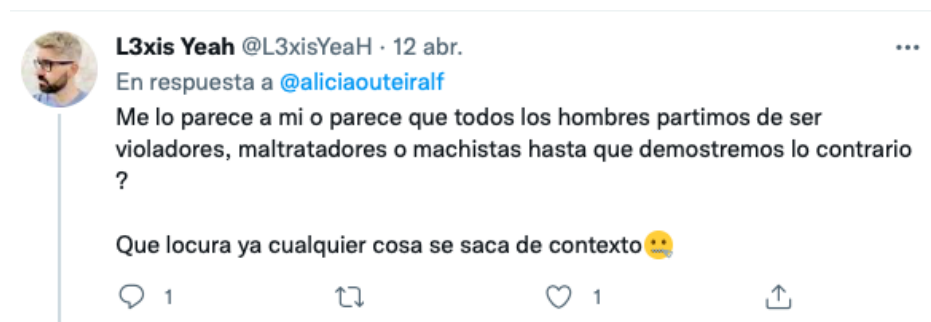 L3xis Yeah @L3xisYeaH · 12 abr.
En respuesta a @aliciaouteiralf
Me lo parece a mi o parece que todos los hombres partimos de ser
violadores, maltratadores o machistas hasta que demostremos lo contrario
?
Que locura ya cualquier cosa se saca de contexto🤐
1 1